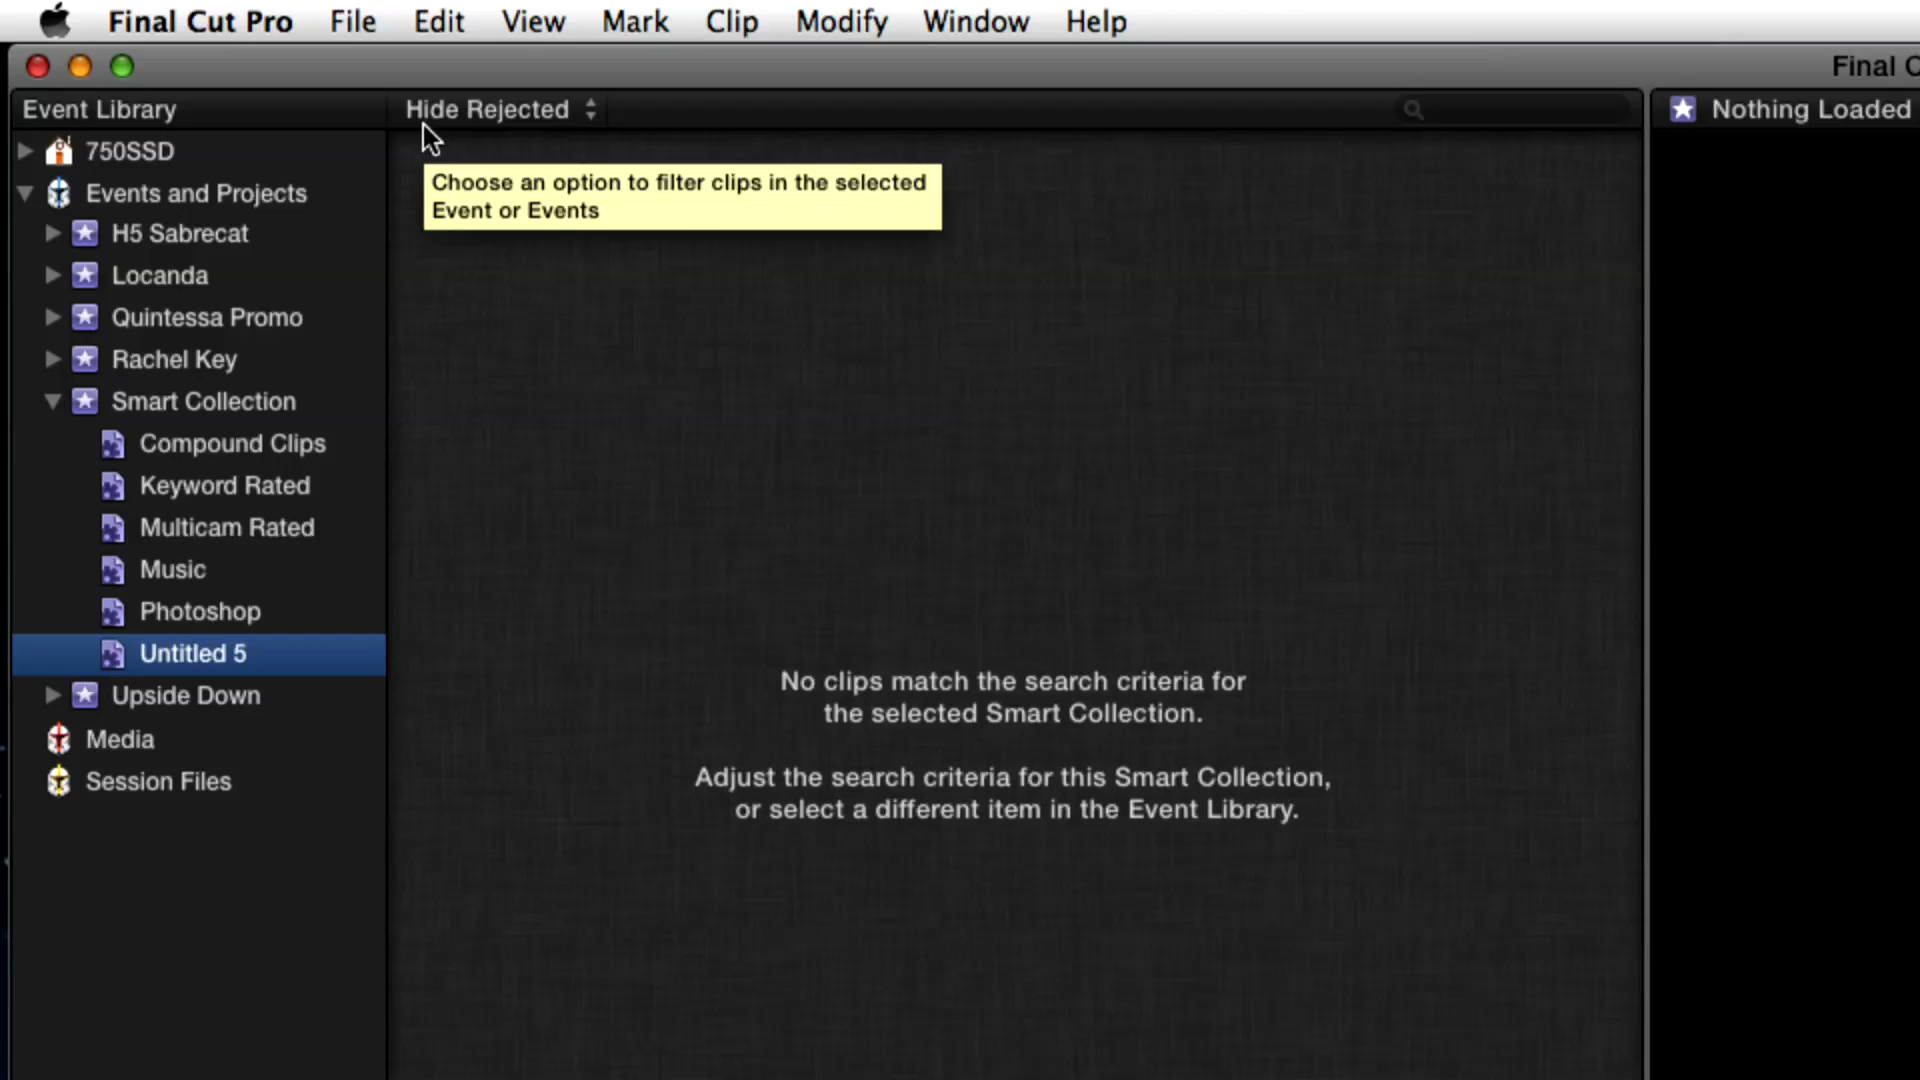 Final Cut Pro File Edit View Mark Clip Modify Window Help
Final C
Event Library
Hide Rejected
Nothing Loaded
750SSD
Choose an option to filter clips in the selected
Event or Events
Events and Projects
H5 Sabrecat
Locanda
Quintessa Promo
Rachel Key
Smart Collection
Compound Clips
Keyword Rated
Multicam Rated
Music
Photoshop
Untitled 5
Upside Down
Media
Session Files
No clips match the search criteria for
the selected Smart Collection.
Adjust the search criteria for this Smart Collection,
or select a different item in the Event Library.